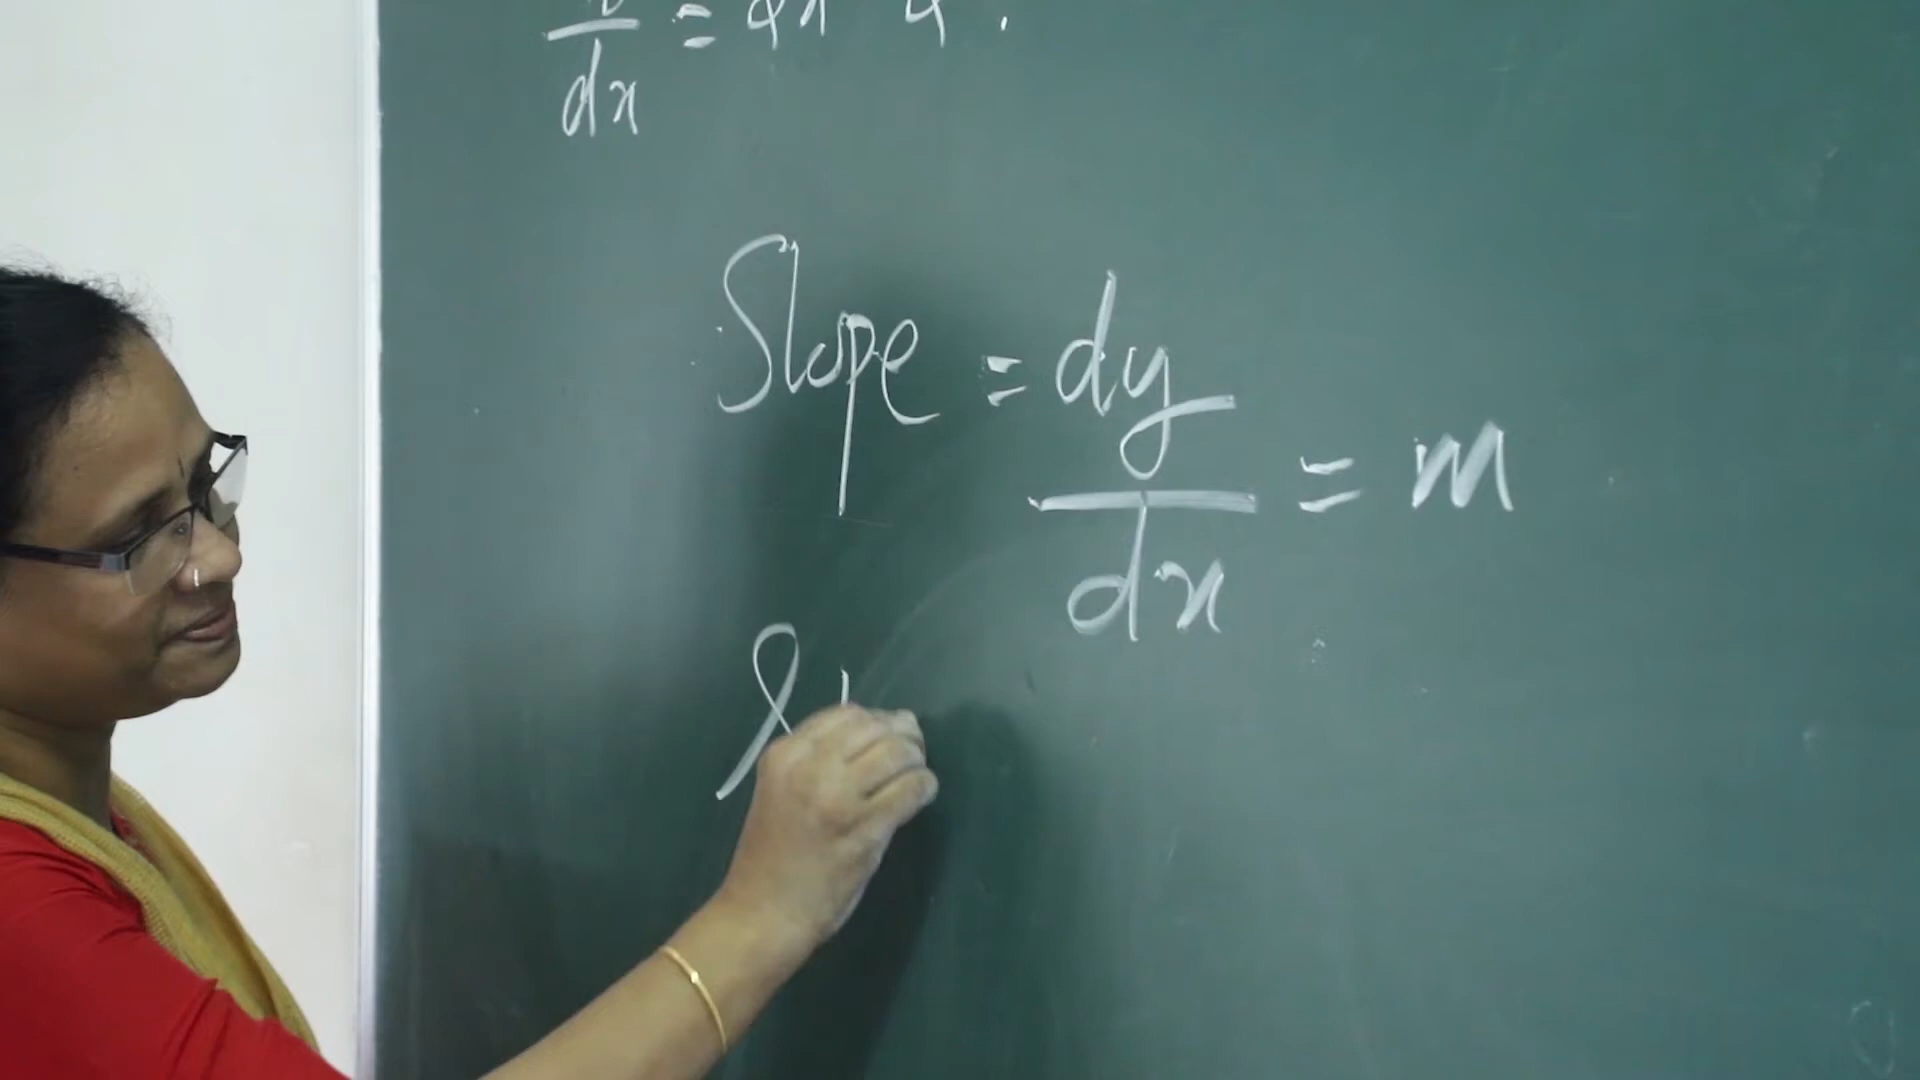 dx
Slope = dy/dx = m